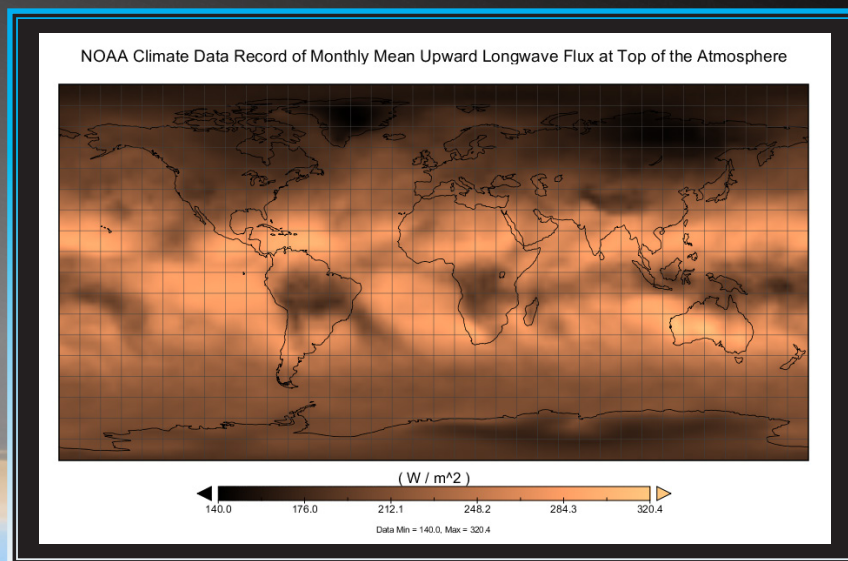 NOAA Climate Data Record of Monthly Mean Upward Longwave Flux at Top of the Atmosphere
( W / m^2 )
140.0 176.0 212.1 248.2 284.3 320.4
Data Min = 140.0, Max = 320.4